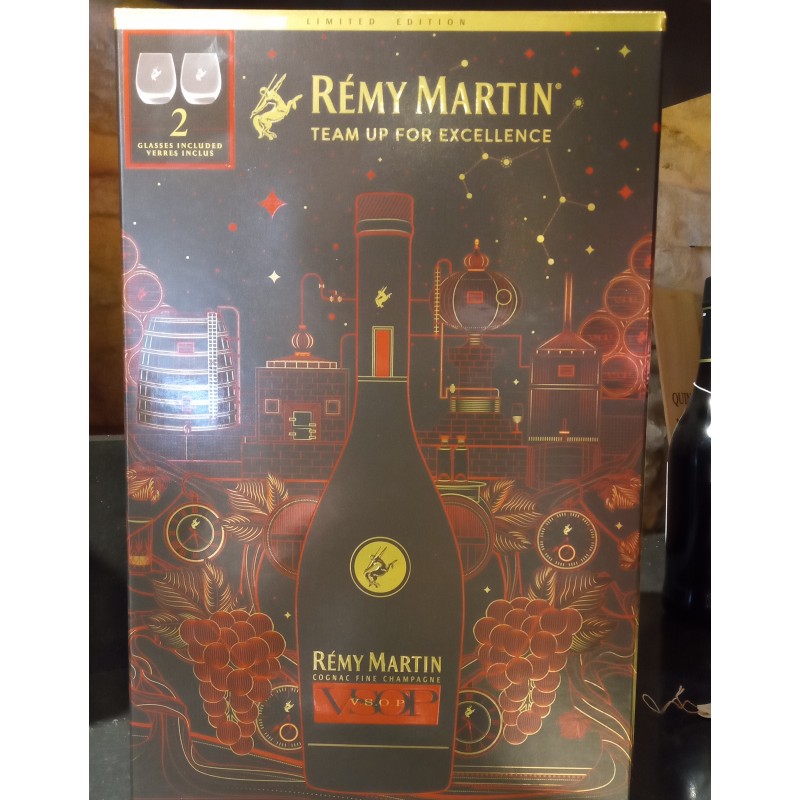 LIMITED EDITION
2
GLASSES INCLUDED
VERRES INCLUS
RÉMY MARTIN®
TEAM UP FOR EXCELLENCE
RÉMY MARTIN
COGNAC FINE CHAMPAGNE
VSOP
V.S.O.P